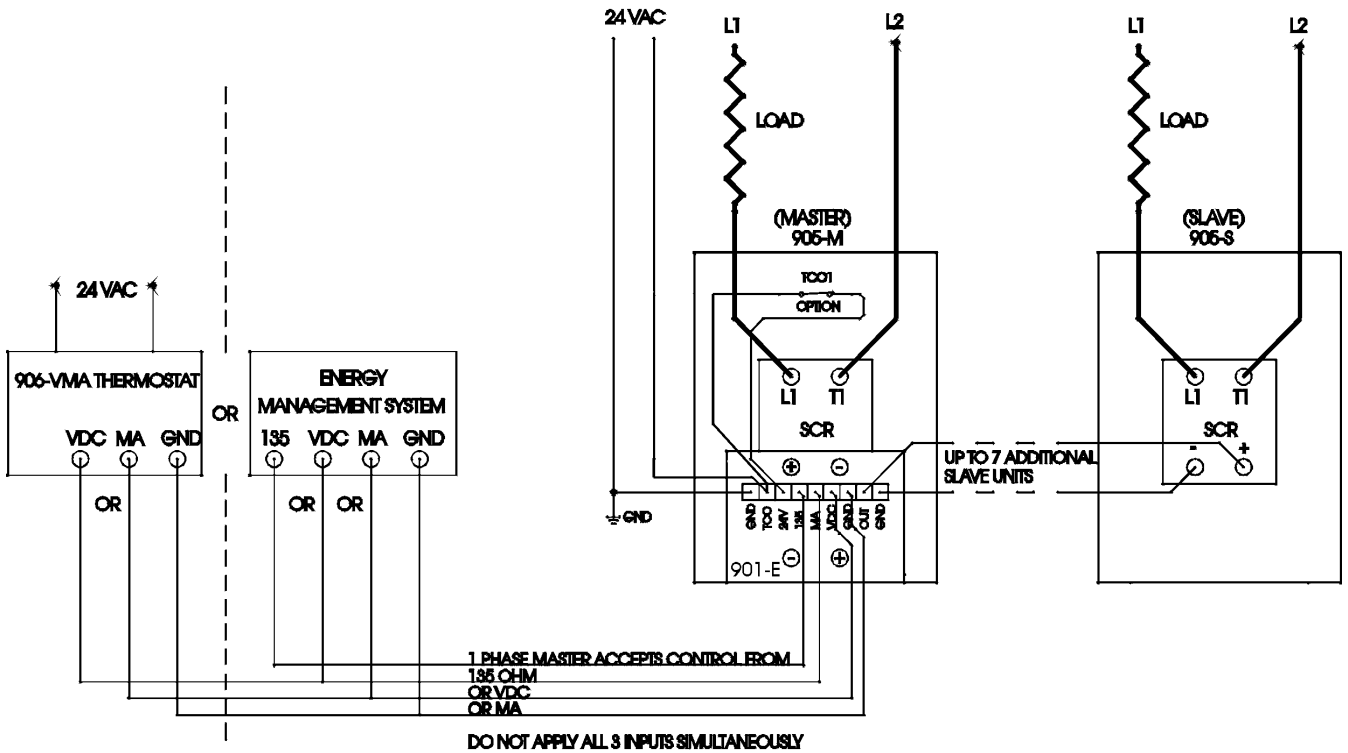 24 VAC
L1
L2
L1
L2
LOAD
LOAD
(MASTER)
905-M
(SLAVE)
905-S
TCO1
OPTION
24 VAC
906-VMA THERMOSTAT
VDC MA GND
OR
OR
ENERGY
MANAGEMENT SYSTEM
135 VDC MA GND
OR OR
L1 T1
SCR
+ -
L1 T1
SCR
- +
UP TO 7 ADDITIONAL
SLAVE UNITS
GND
GND
TCO
24V
135
MA
VDC
GND
OUT
GND
- +
901-E
1 PHASE MASTER ACCEPTS CONTROL FROM
135 OHM
OR VDC
OR MA
DO NOT APPLY ALL 3 INPUTS SIMULTANEOUSLY